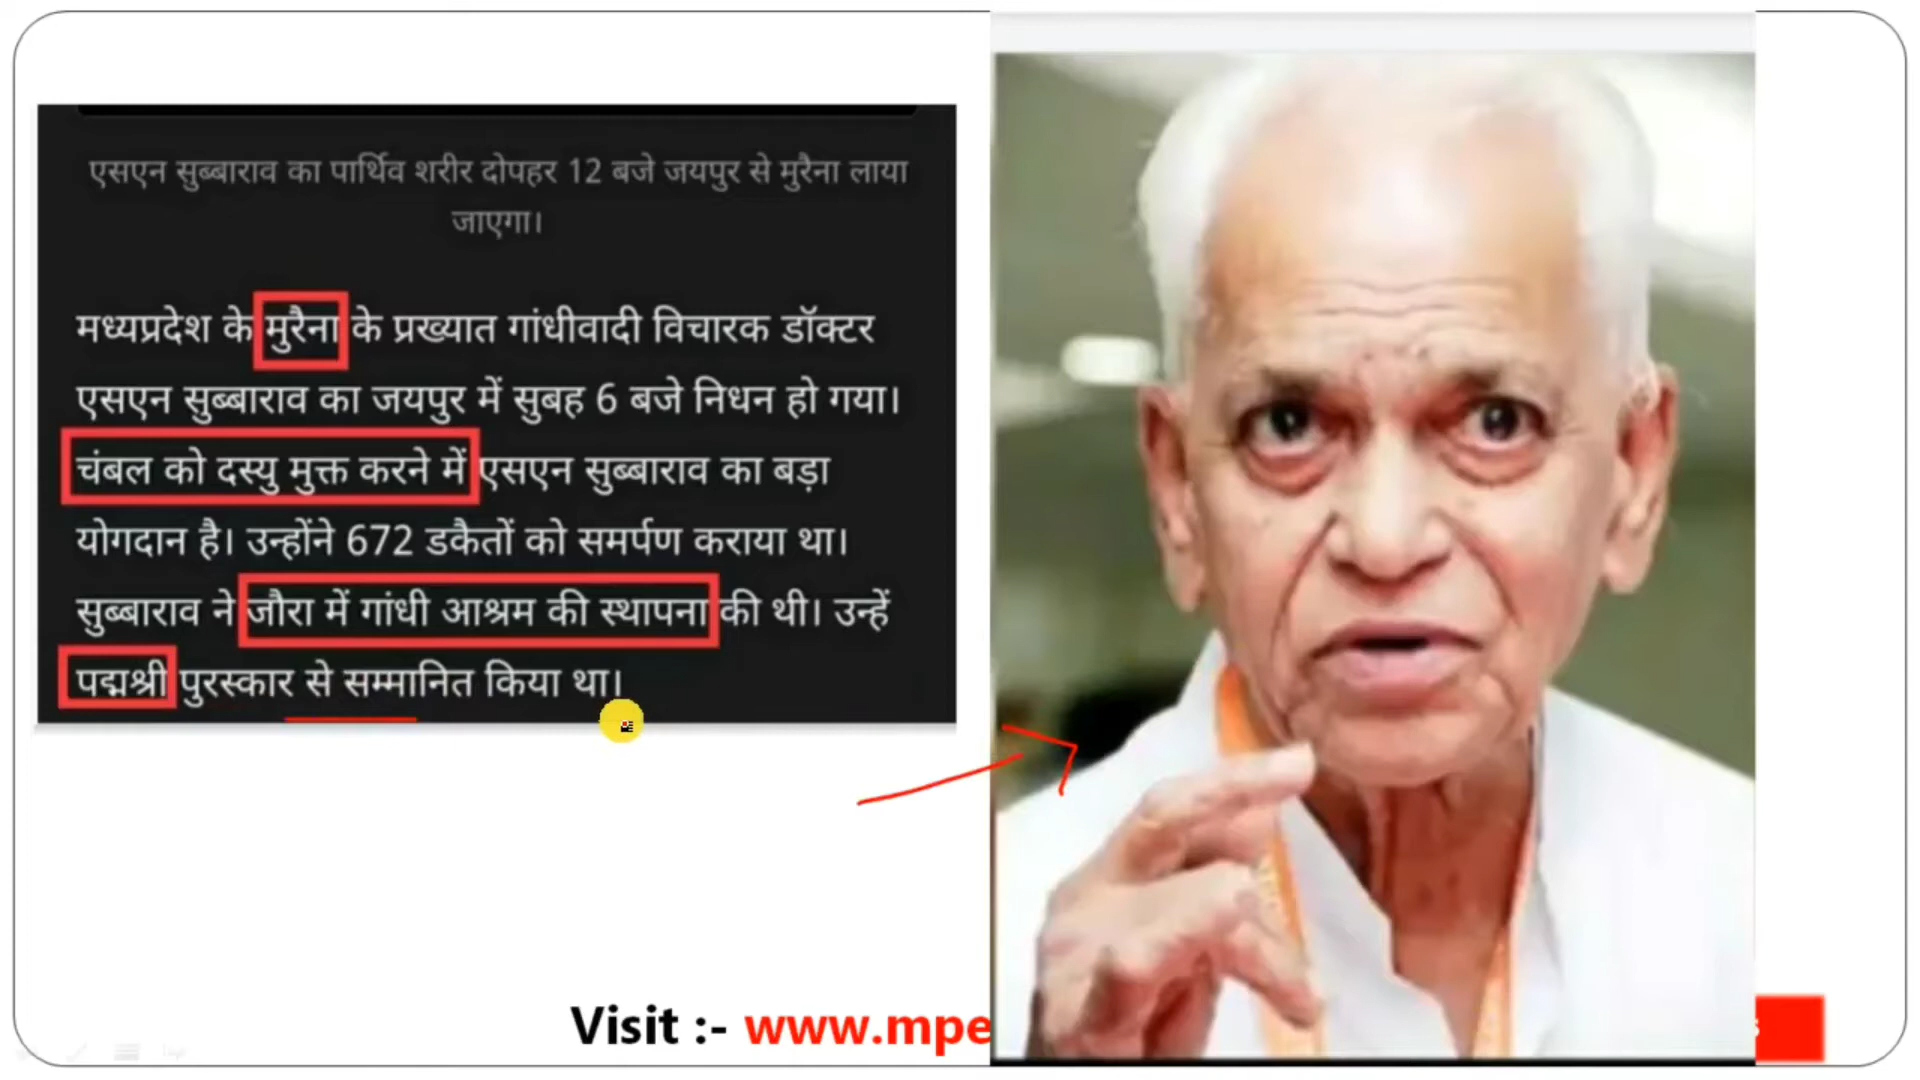 एसएन सुब्बाराव का पार्थिव शरीर दोपहर 12 बजे जयपुर से मुरैना लाया
जाएगा।
मध्यप्रदेश के मुरैना के प्रख्यात गांधीवादी विचारक डॉक्टर
एसएन सुब्बाराव का जयपुर में सुबह 6 बजे निधन हो गया।
चंबल को दस्यु मुक्त करने में एसएन सुब्बाराव का बड़ा
योगदान है। उन्होंने 672 डकैतों को समर्पण कराया था।
सुब्बाराव ने जौरा में गांधी आश्रम की स्थापना की थी। उन्हें
पद्मश्री पुरस्कार से सम्मानित किया था।
Visit :- www.mpe